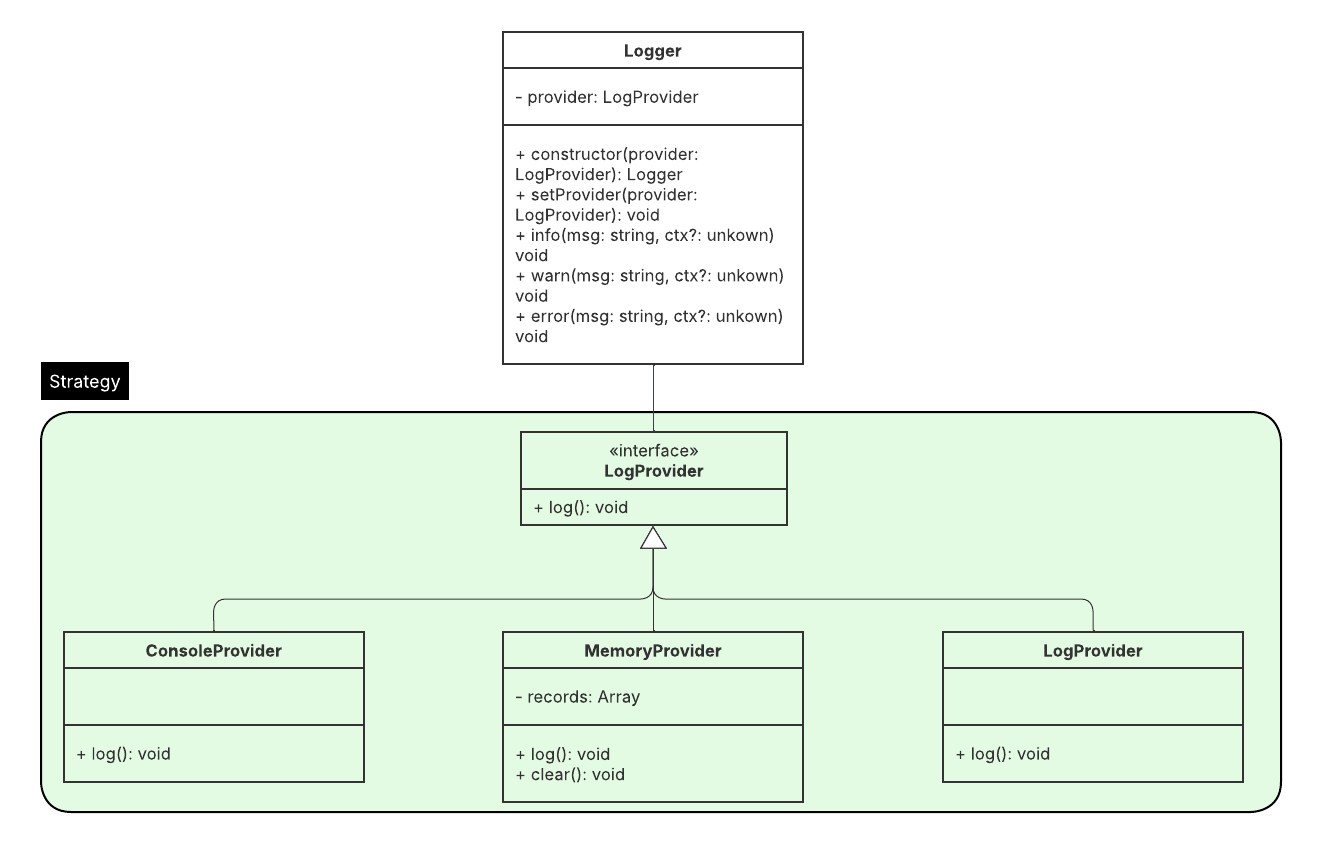 Logger
- provider: LogProvider
+ constructor(provider:
LogProvider): Logger
+ setProvider(provider:
LogProvider): void
+ info(msg: string, ctx?: unkown)
void
+ warn(msg: string, ctx?: unkown)
void
+ error(msg: string, ctx?: unkown)
void
Strategy
«interface»
LogProvider
+ log(): void
ConsoleProvider
+ log(): void
MemoryProvider
- records: Array
+ log(): void
+ clear(): void
LogProvider
+ log(): void